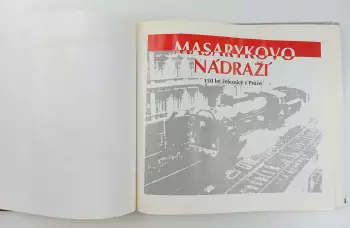 MASARYKOVO
NÁDRAŽÍ
150 let železnice v Praze